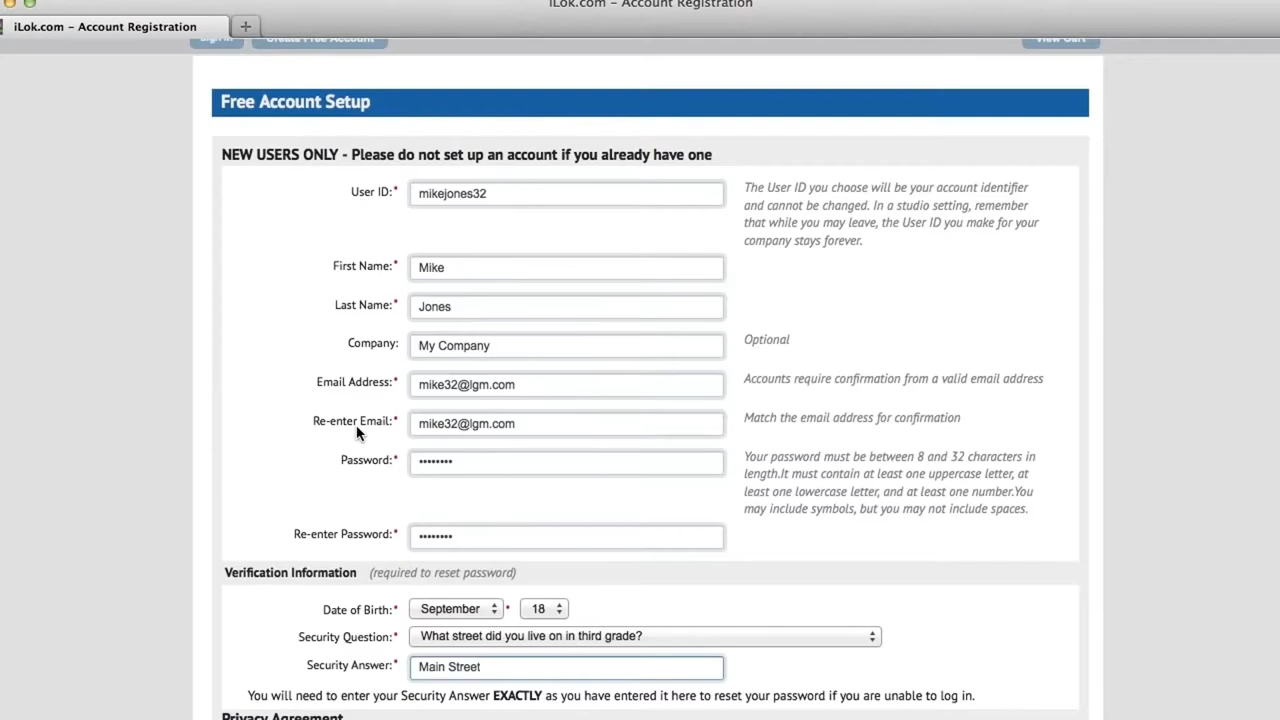 iLok.com – Account Registration
iLok.com – Account Registration
Sign In Create Free Account View Cart
Free Account Setup
NEW USERS ONLY - Please do not set up an account if you already have one
User ID:* mikejones32
The User ID you choose will be your account identifier
and cannot be changed. In a studio setting, remember
that while you may leave, the User ID you make for your
company stays forever.
First Name:* Mike
Last Name:* Jones
Company: My Company Optional
Email Address:* mike32@lgm.com Accounts require confirmation from a valid email address
Re-enter Email:* mike32@lgm.com Match the email address for confirmation
Password:* ••••••••
Your password must be between 8 and 32 characters in
length.It must contain at least one uppercase letter, at
least one lowercase letter, and at least one number.You
may include symbols, but you may not include spaces.
Re-enter Password:* ••••••••
Verification Information (required to reset password)
Date of Birth:* September * 18
Security Question:* What street did you live on in third grade?
Security Answer:* Main Street
You will need to enter your Security Answer EXACTLY as you have entered it here to reset your password if you are unable to log in.
Privacy Agreement